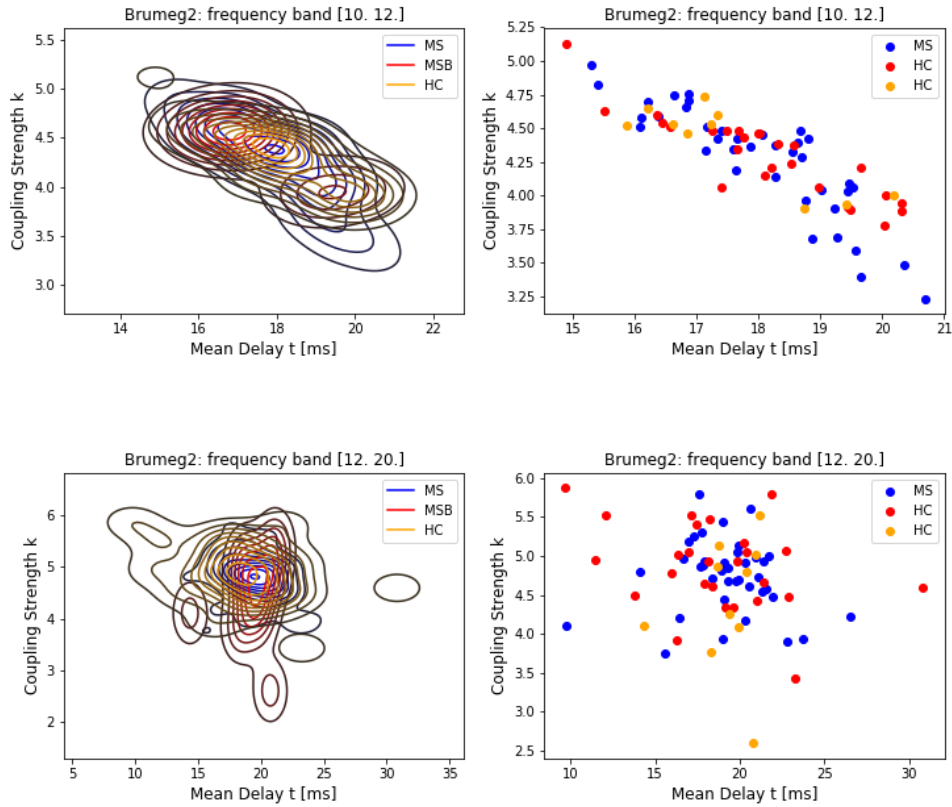 Brumeg2: frequency band [10. 12.]
5.5
5.0
4.5
4.0
3.5
3.0
Coupling Strength k
MS
MSB
HC
14
16
18
20
22
Mean Delay t [ms]
Brumeg2: frequency band [10. 12.]
5.25
5.00
4.75
4.50
4.25
4.00
3.75
3.50
3.25
Coupling Strength k
MS
HC
HC
15
16
17
18
19
20
21
Mean Delay t [ms]
Brumeg2: frequency band [12. 20.]
6
5
4
3
2
Coupling Strength k
MS
MSB
HC
5
10
15
20
25
30
35
Mean Delay t [ms]
Brumeg2: frequency band [12. 20.]
6.0
5.5
5.0
4.5
4.0
3.5
3.0
2.5
Coupling Strength k
MS
HC
HC
10
15
20
25
30
Mean Delay t [ms]